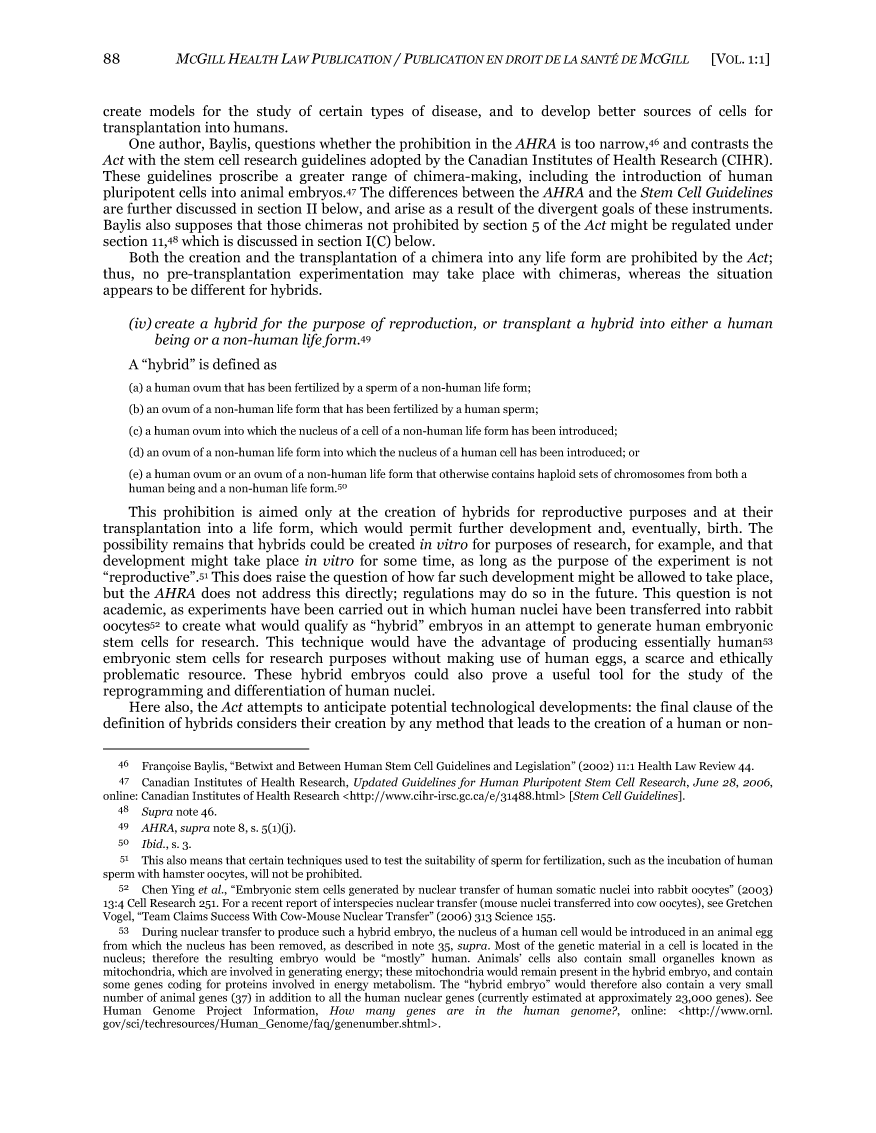 88 MCGILL HEALTH LAW PUBLICATION / PUBLICATION EN DROIT DE LA SANTÉ DE MCGILL [VOL. 1:1]
create models for the study of certain types of disease, and to develop better sources of cells for
transplantation into humans.
One author, Baylis, questions whether the prohibition in the AHRA is too narrow,46 and contrasts the
Act with the stem cell research guidelines adopted by the Canadian Institutes of Health Research (CIHR).
These guidelines proscribe a greater range of chimera-making, including the introduction of human
pluripotent cells into animal embryos.47 The differences between the AHRA and the Stem Cell Guidelines
are further discussed in section II below, and arise as a result of the divergent goals of these instruments.
Baylis also supposes that those chimeras not prohibited by section 5 of the Act might be regulated under
section 11,48 which is discussed in section I(C) below.
Both the creation and the transplantation of a chimera into any life form are prohibited by the Act;
thus, no pre-transplantation experimentation may take place with chimeras, whereas the situation
appears to be different for hybrids.
(iv) create a hybrid for the purpose of reproduction, or transplant a hybrid into either a human
being or a non-human life form.49
A “hybrid” is defined as
(a) a human ovum that has been fertilized by a sperm of a non-human life form;
(b) an ovum of a non-human life form that has been fertilized by a human sperm;
(c) a human ovum into which the nucleus of a cell of a non-human life form has been introduced;
(d) an ovum of a non-human life form into which the nucleus of a human cell has been introduced; or
(e) a human ovum or an ovum of a non-human life form that otherwise contains haploid sets of chromosomes from both a
human being and a non-human life form.50
This prohibition is aimed only at the creation of hybrids for reproductive purposes and at their
transplantation into a life form, which would permit further development and, eventually, birth. The
possibility remains that hybrids could be created in vitro for purposes of research, for example, and that
development might take place in vitro for some time, as long as the purpose of the experiment is not
“reproductive”.51 This does raise the question of how far such development might be allowed to take place,
but the AHRA does not address this directly; regulations may do so in the future. This question is not
academic, as experiments have been carried out in which human nuclei have been transferred into rabbit
oocytes52 to create what would qualify as “hybrid” embryos in an attempt to generate human embryonic
stem cells for research. This technique would have the advantage of producing essentially human53
embryonic stem cells for research purposes without making use of human eggs, a scarce and ethically
problematic resource. These hybrid embryos could also prove a useful tool for the study of the
reprogramming and differentiation of human nuclei.
Here also, the Act attempts to anticipate potential technological developments: the final clause of the
definition of hybrids considers their creation by any method that leads to the creation of a human or non-
46 Françoise Baylis, “Betwixt and Between Human Stem Cell Guidelines and Legislation” (2002) 11:1 Health Law Review 44.
47 Canadian Institutes of Health Research, Updated Guidelines for Human Pluripotent Stem Cell Research, June 28, 2006,
online: Canadian Institutes of Health Research <http://www.cihr-irsc.gc.ca/e/31488.html> [Stem Cell Guidelines].
48 Supra note 46.
49 AHRA, supra note 8, s. 5(1)(j).
50 Ibid., s. 3.
51 This also means that certain techniques used to test the suitability of sperm for fertilization, such as the incubation of human
sperm with hamster oocytes, will not be prohibited.
52 Chen Ying et al., “Embryonic stem cells generated by nuclear transfer of human somatic nuclei into rabbit oocytes” (2003)
13:4 Cell Research 251. For a recent report of interspecies nuclear transfer (mouse nuclei transferred into cow oocytes), see Gretchen
Vogel, “Team Claims Success With Cow-Mouse Nuclear Transfer” (2006) 313 Science 155.
53 During nuclear transfer to produce such a hybrid embryo, the nucleus of a human cell would be introduced in an animal egg
from which the nucleus has been removed, as described in note 35, supra. Most of the genetic material in a cell is located in the
nucleus; therefore the resulting embryo would be “mostly” human. Animals’ cells also contain small organelles known as
mitochondria, which are involved in generating energy; these mitochondria would remain present in the hybrid embryo, and contain
some genes coding for proteins involved in energy metabolism. The “hybrid embryo” would therefore also contain a very small
number of animal genes (37) in addition to all the human nuclear genes (currently estimated at approximately 23,000 genes). See
Human Genome Project Information, How many genes are in the human genome?, online: <http://www.ornl.
gov/sci/techresources/Human_Genome/faq/genenumber.shtml>.